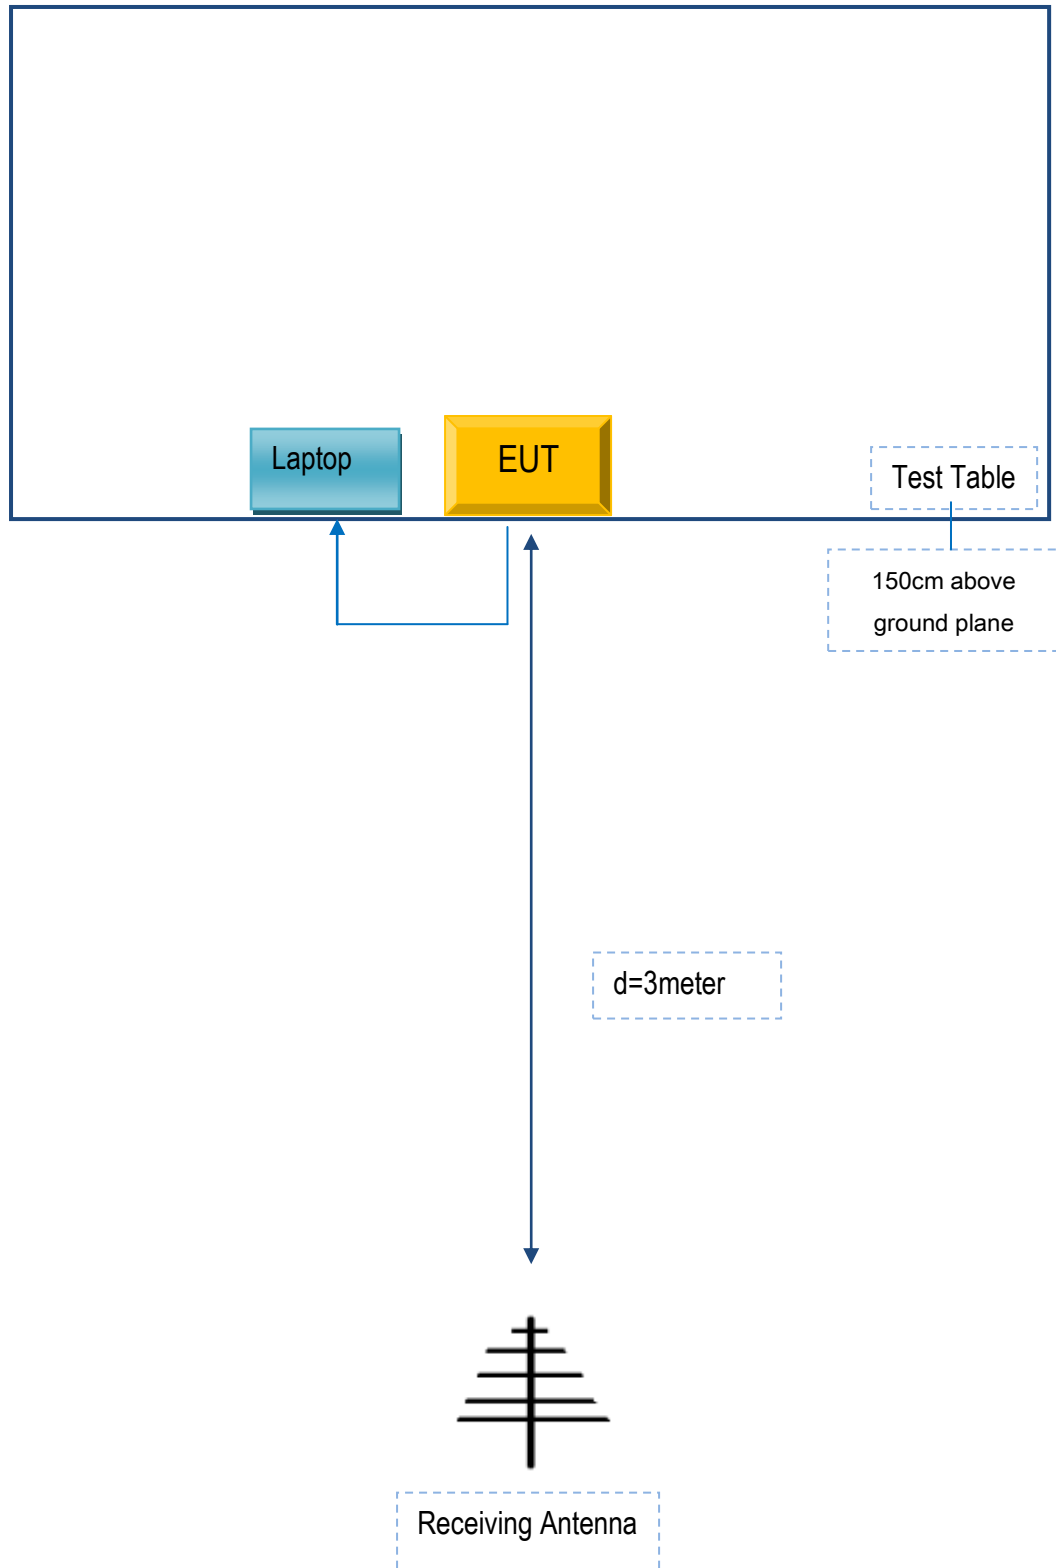 Laptop
EUT
Test Table
150cm above
ground plane
d=3meter
Receiving Antenna